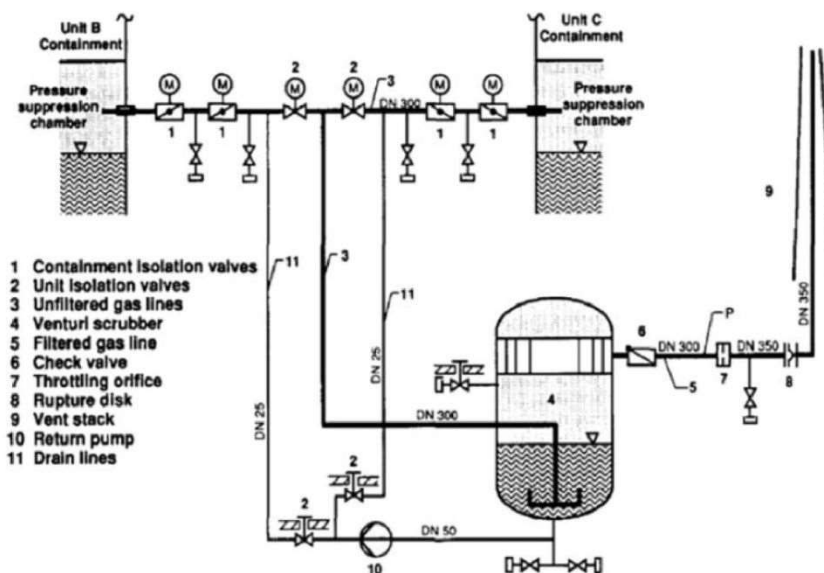 Unit B
Containment
Unit C
Containment
Pressure
suppression
chamber
Pressure
suppression
chamber
M
M
2
M
2
M
3
DN 300
M
M
1
1
1
1
9
11
3
11
DN 25
DN 25
DN 300
DN 50
10
2
2
4
6
DN 300
P
5
7
DN 350
8
DN 350
1 Containment isolation valves
2 Unit isolation valves
3 Unfiltered gas lines
4 Venturi scrubber
5 Filtered gas line
6 Check valve
7 Throttling orifice
8 Rupture disk
9 Vent stack
10 Return pump
11 Drain lines